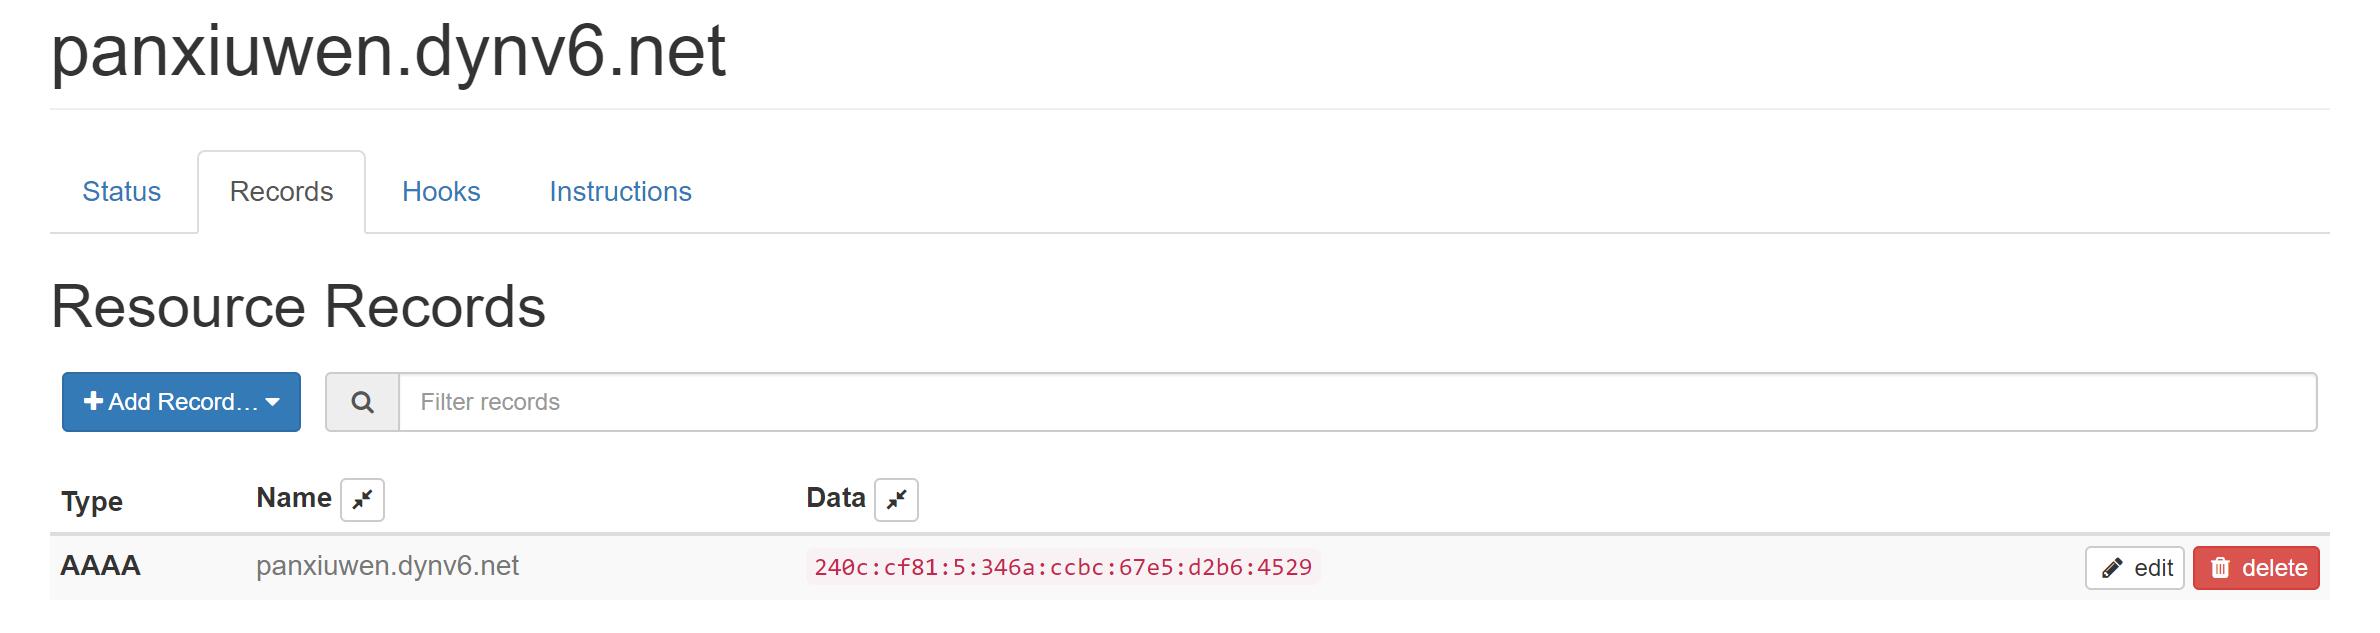 panxiuwen.dynv6.net
Status Records Hooks Instructions
Resource Records
Add Record... Filter records
Type Name Data
AAAA panxiuwen.dynv6.net 240c:cf81:5:346a:ccbc:67e5:d2b6:4529 edit delete